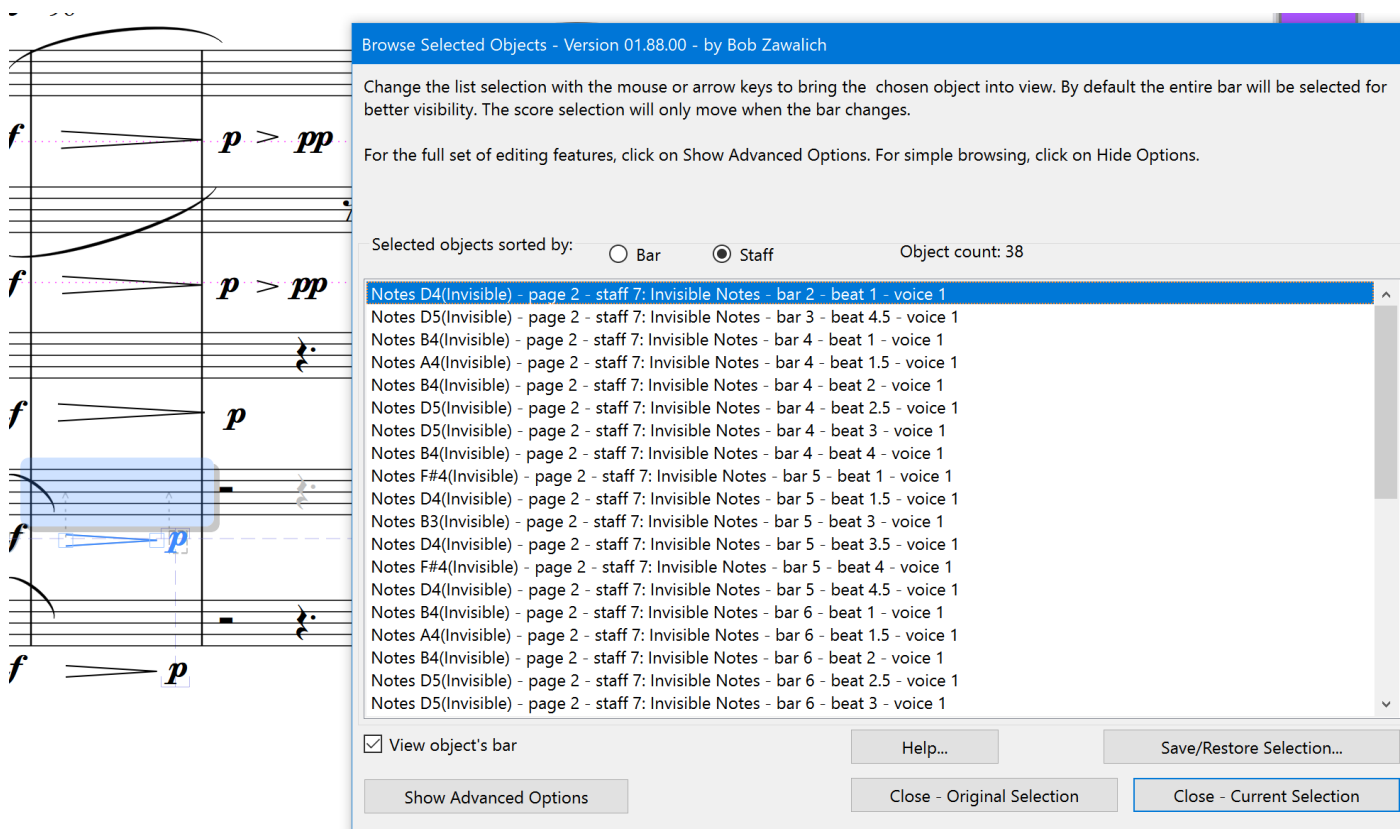 Browse Selected Objects - Version 01.88.00 - by Bob Zawalich
Change the list selection with the mouse or arrow keys to bring the chosen object into view. By default the entire bar will be selected for
better visibility. The score selection will only move when the bar changes.
For the full set of editing features, click on Show Advanced Options. For simple browsing, click on Hide Options.
Selected objects sorted by:
Bar
Staff
Object count: 38
Notes D4(Invisible) - page 2 - staff 7: Invisible Notes - bar 2 - beat 1 - voice 1
Notes D5(Invisible) - page 2 - staff 7: Invisible Notes - bar 3 - beat 4.5 - voice 1
Notes B4(Invisible) - page 2 - staff 7: Invisible Notes - bar 4 - beat 1 - voice 1
Notes A4(Invisible) - page 2 - staff 7: Invisible Notes - bar 4 - beat 1.5 - voice 1
Notes B4(Invisible) - page 2 - staff 7: Invisible Notes - bar 4 - beat 2 - voice 1
Notes D5(Invisible) - page 2 - staff 7: Invisible Notes - bar 4 - beat 2.5 - voice 1
Notes D5(Invisible) - page 2 - staff 7: Invisible Notes - bar 4 - beat 3 - voice 1
Notes B4(Invisible) - page 2 - staff 7: Invisible Notes - bar 4 - beat 4 - voice 1
Notes F#4(Invisible) - page 2 - staff 7: Invisible Notes - bar 5 - beat 1 - voice 1
Notes D4(Invisible) - page 2 - staff 7: Invisible Notes - bar 5 - beat 1.5 - voice 1
Notes B3(Invisible) - page 2 - staff 7: Invisible Notes - bar 5 - beat 3 - voice 1
Notes D4(Invisible) - page 2 - staff 7: Invisible Notes - bar 5 - beat 3.5 - voice 1
Notes F#4(Invisible) - page 2 - staff 7: Invisible Notes - bar 5 - beat 4 - voice 1
Notes D4(Invisible) - page 2 - staff 7: Invisible Notes - bar 5 - beat 4.5 - voice 1
Notes B4(Invisible) - page 2 - staff 7: Invisible Notes - bar 6 - beat 1 - voice 1
Notes A4(Invisible) - page 2 - staff 7: Invisible Notes - bar 6 - beat 1.5 - voice 1
Notes B4(Invisible) - page 2 - staff 7: Invisible Notes - bar 6 - beat 2 - voice 1
Notes D5(Invisible) - page 2 - staff 7: Invisible Notes - bar 6 - beat 2.5 - voice 1
Notes D5(Invisible) - page 2 - staff 7: Invisible Notes - bar 6 - beat 3 - voice 1
View object's bar
Help...
Save/Restore Selection...
Show Advanced Options
Close - Original Selection
Close - Current Selection
f p pp
f p pp
f p
f p
f p